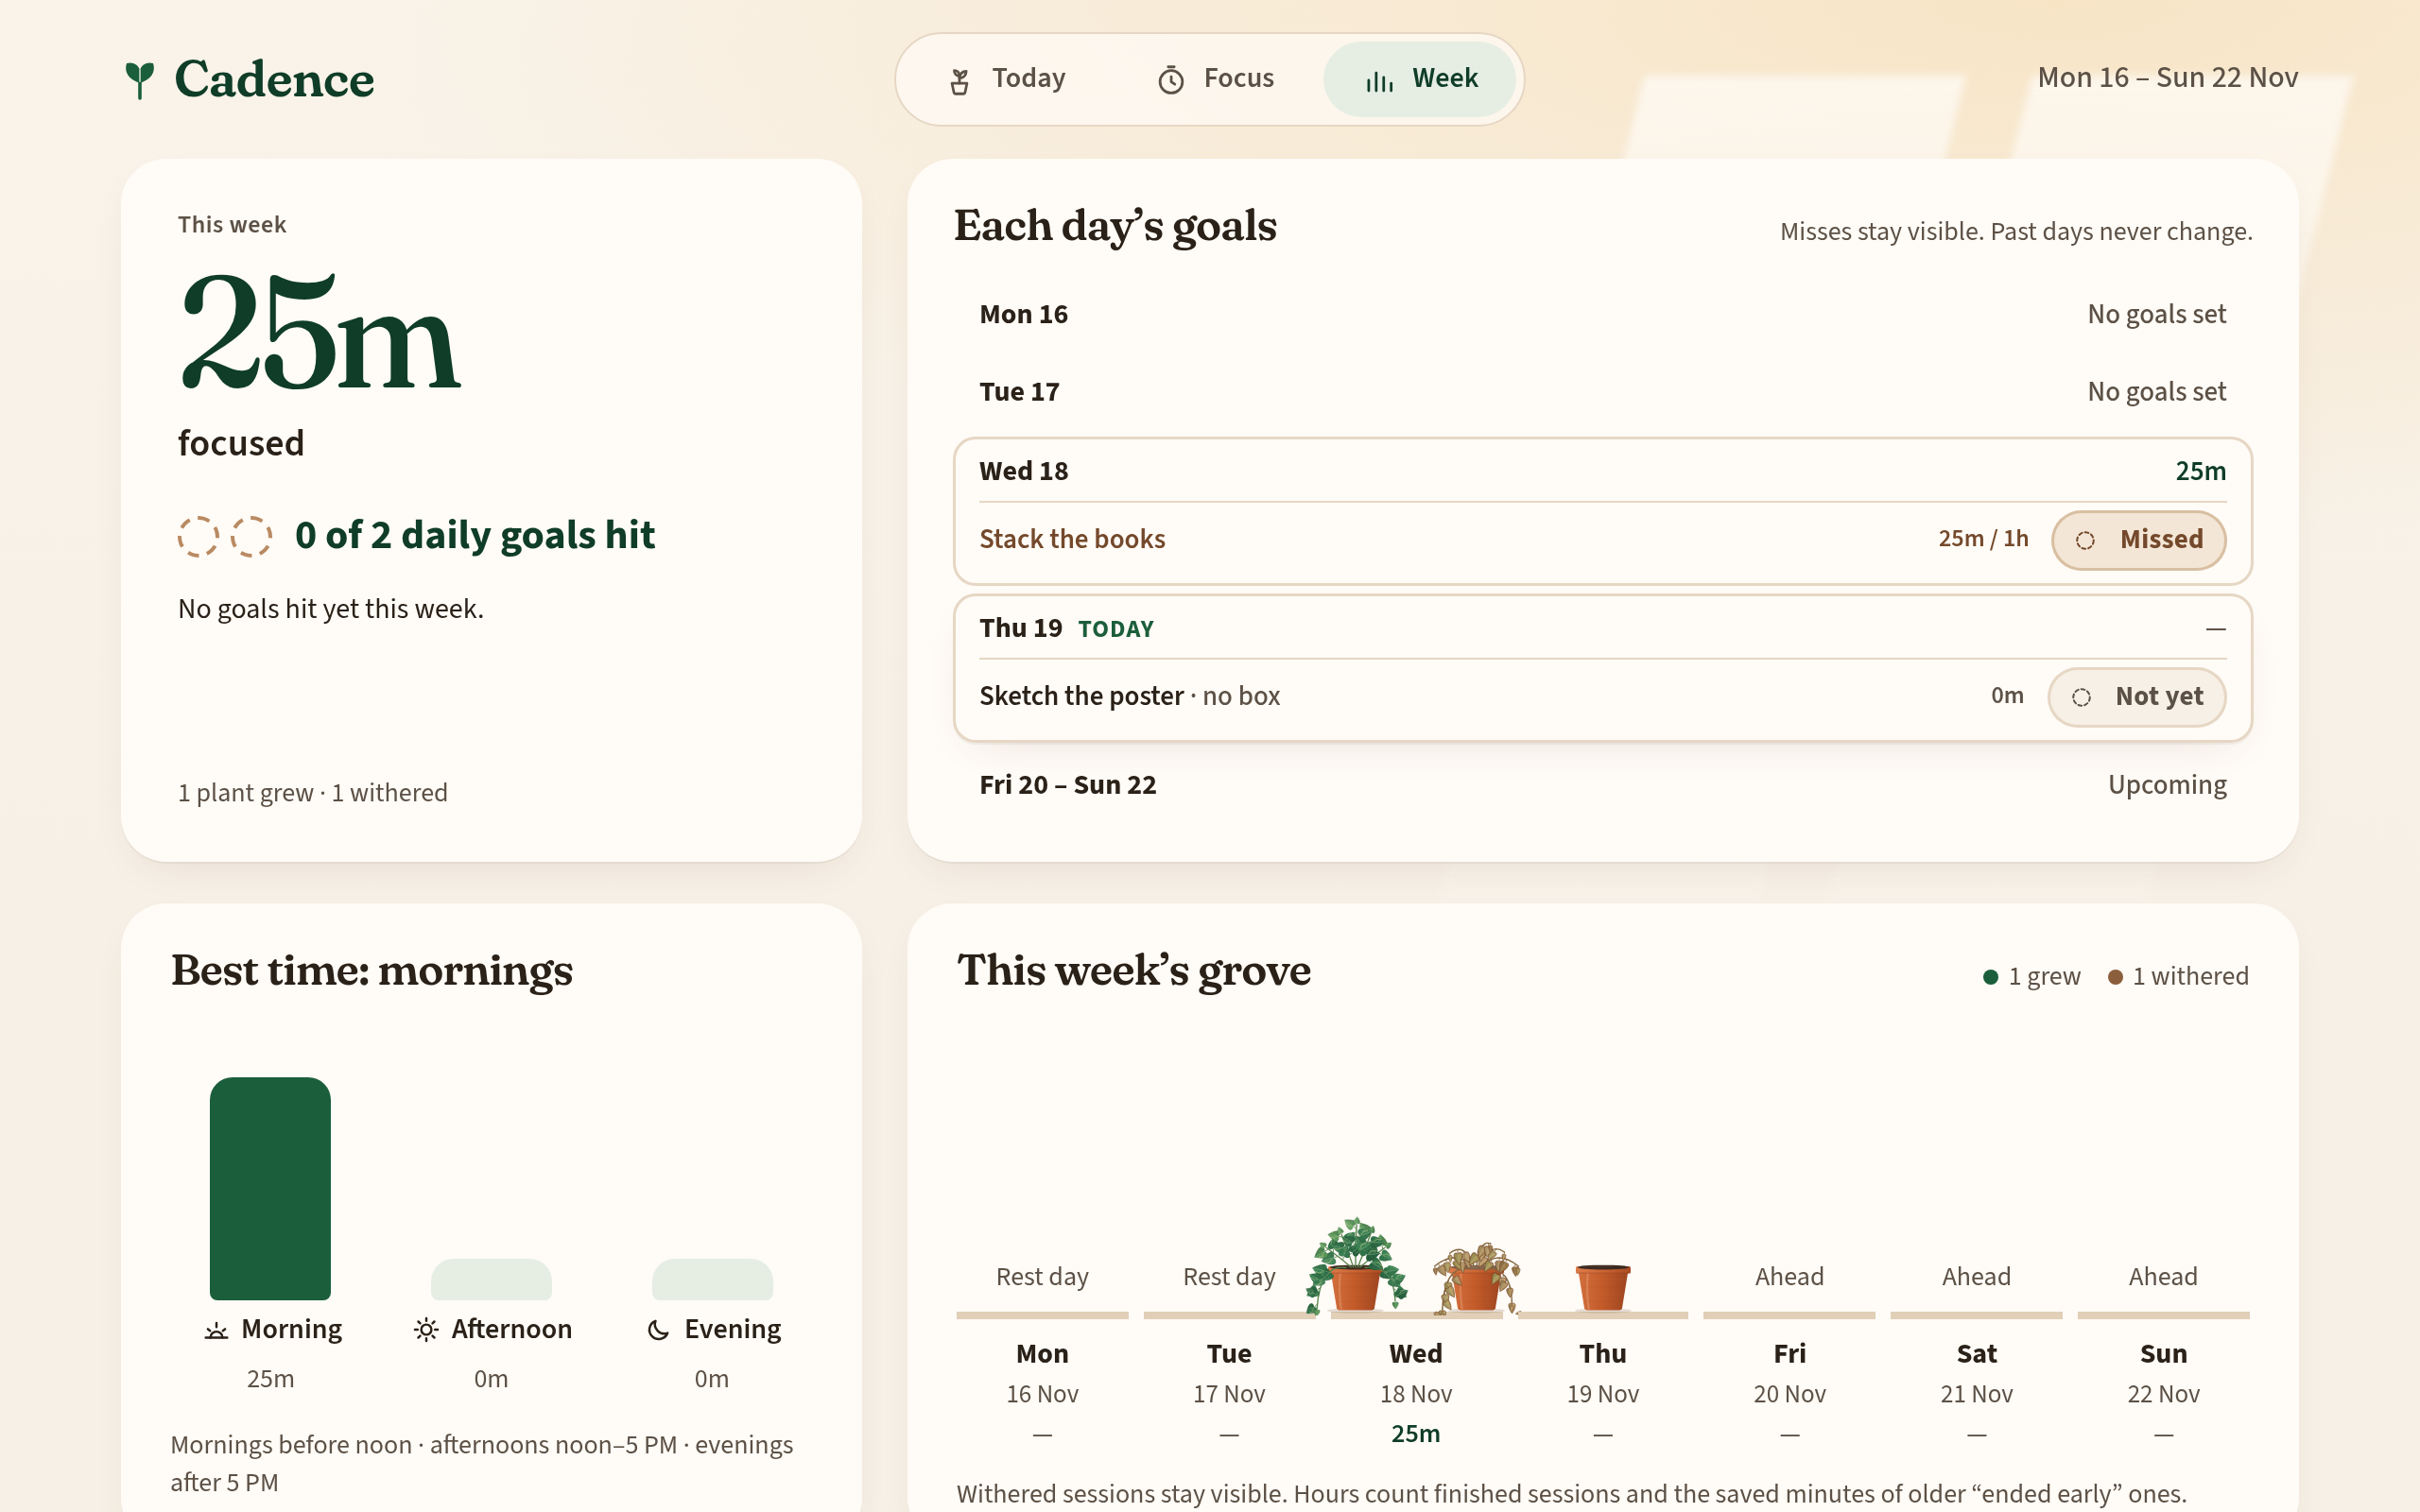 Cadence
Today
Focus
Week
Mon 16 – Sun 22 Nov
This week
25m
focused
0 of 2 daily goals hit
No goals hit yet this week.
1 plant grew · 1 withered
Each day’s goals
Misses stay visible. Past days never change.
Mon 16
No goals set
Tue 17
No goals set
Wed 18
25m
Stack the books
25m / 1h
Missed
Thu 19 TODAY
—
Sketch the poster · no box
0m
Not yet
Fri 20 – Sun 22
Upcoming
Best time: mornings
Morning
Afternoon
Evening
25m
0m
0m
Mornings before noon · afternoons noon–5 PM · evenings
after 5 PM
This week’s grove
1 grew
1 withered
Rest day
Rest day
Ahead
Ahead
Ahead
Mon
Tue
Wed
Thu
Fri
Sat
Sun
16 Nov
17 Nov
18 Nov
19 Nov
20 Nov
21 Nov
22 Nov
—
—
25m
—
—
—
—
Withered sessions stay visible. Hours count finished sessions and the saved minutes of older “ended early” ones.